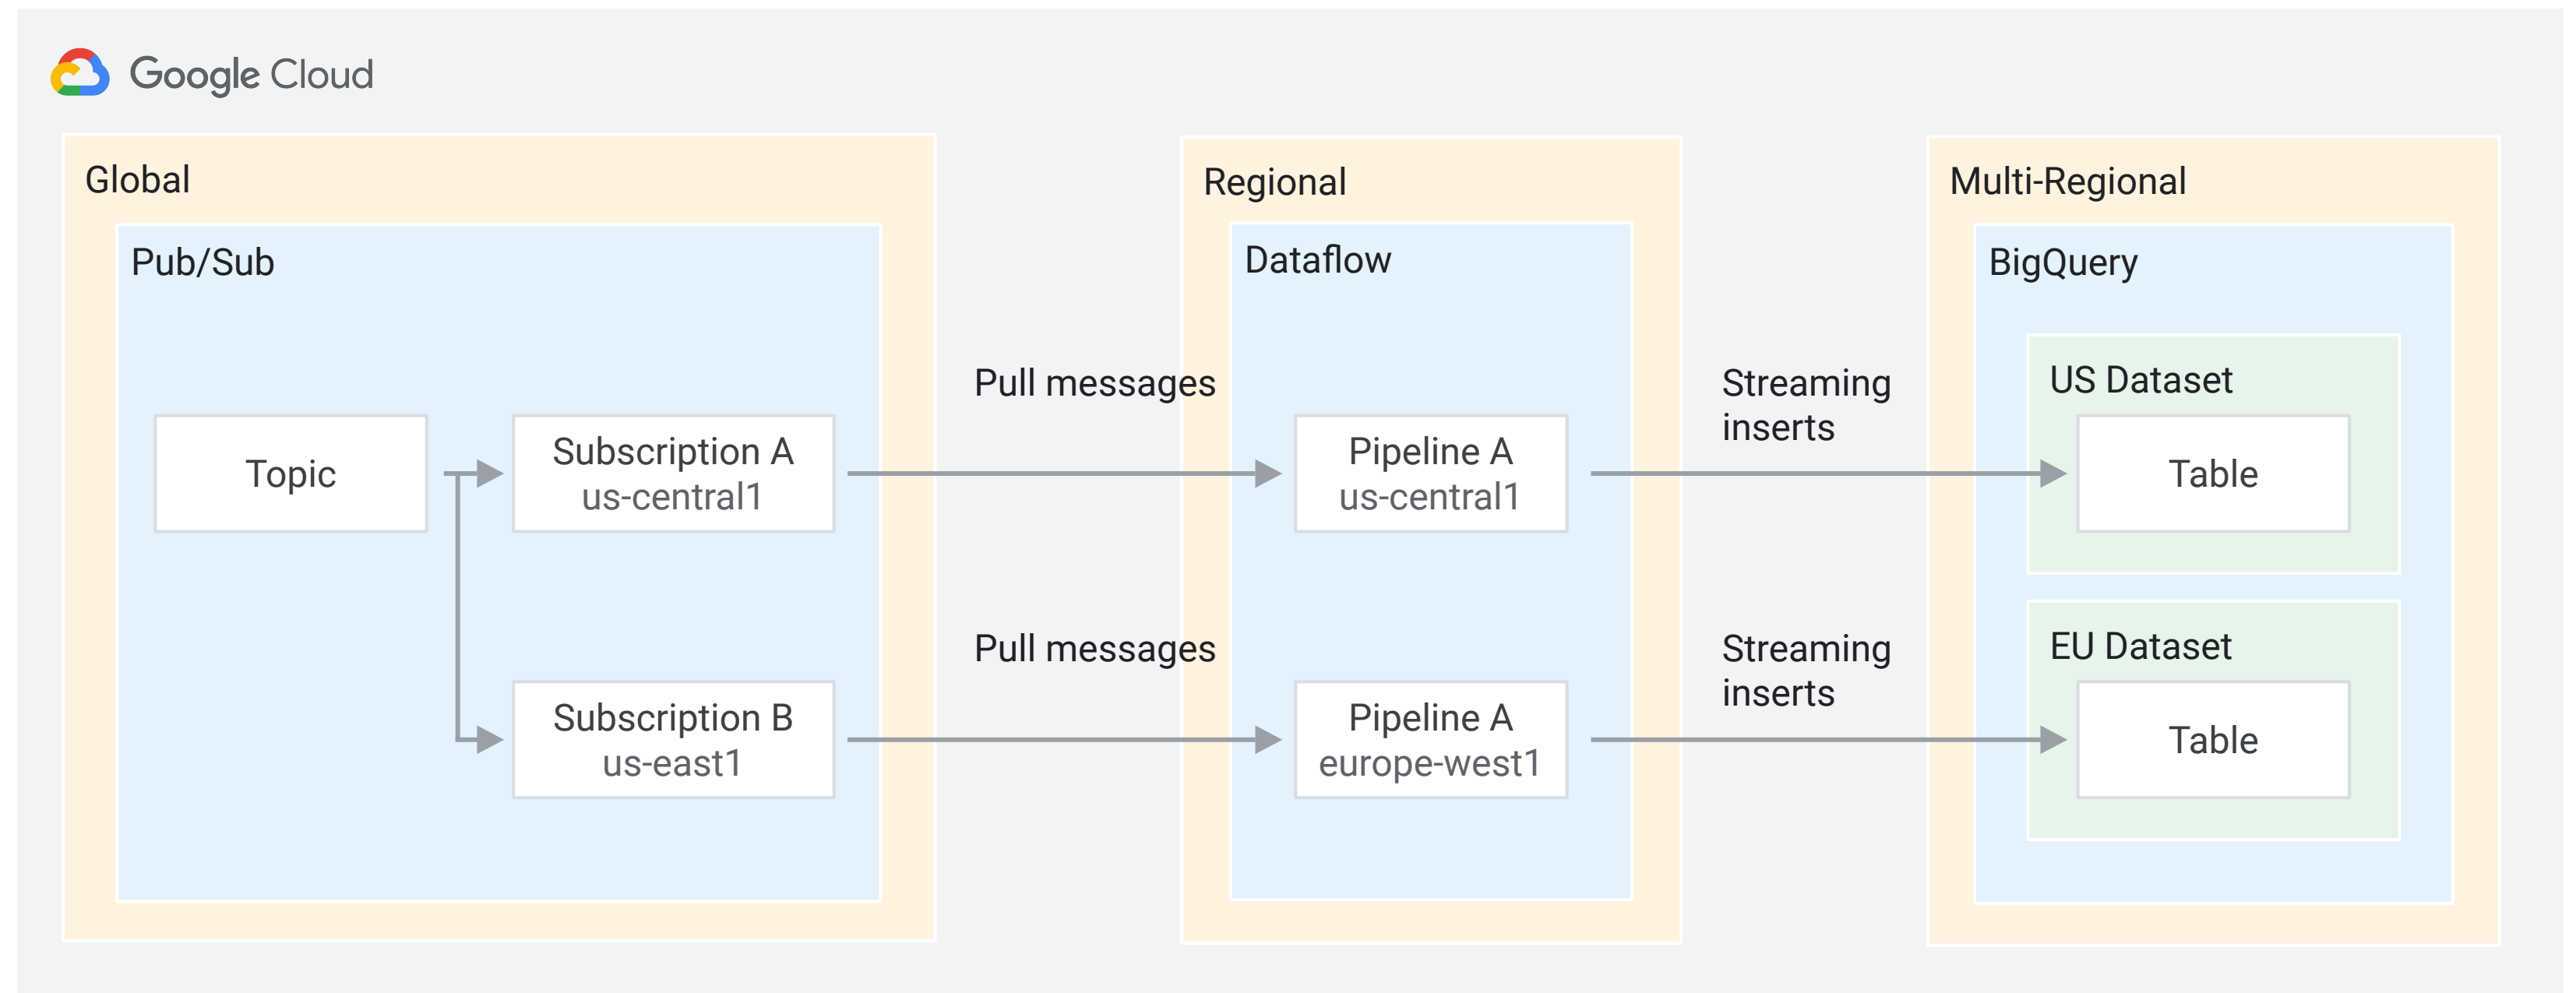 Google Cloud
Global
Pub/Sub
Topic
Subscription A
us-central1
Subscription B
us-east1
Pull messages
Pull messages
Regional
Dataflow
Pipeline A
us-central1
Pipeline A
europe-west1
Streaming
inserts
Streaming
inserts
Multi-Regional
BigQuery
US Dataset
Table
EU Dataset
Table